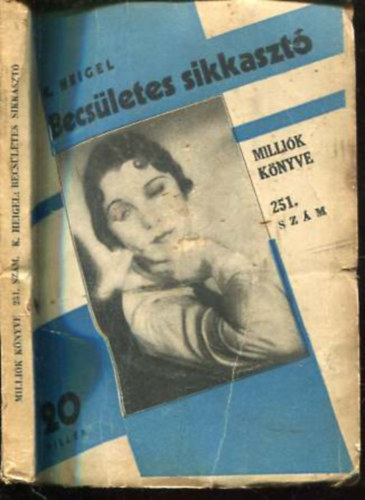 MILLIÓK KÖNYVE 251. SZÁM. K. HEIGEL: BECSÜLETES SIKKASZTÓ
K. HEIGEL
Becsületes sikkasztó
MILLIÓK
KÖNYVE
251.
SZÁM
20
FILLÉR